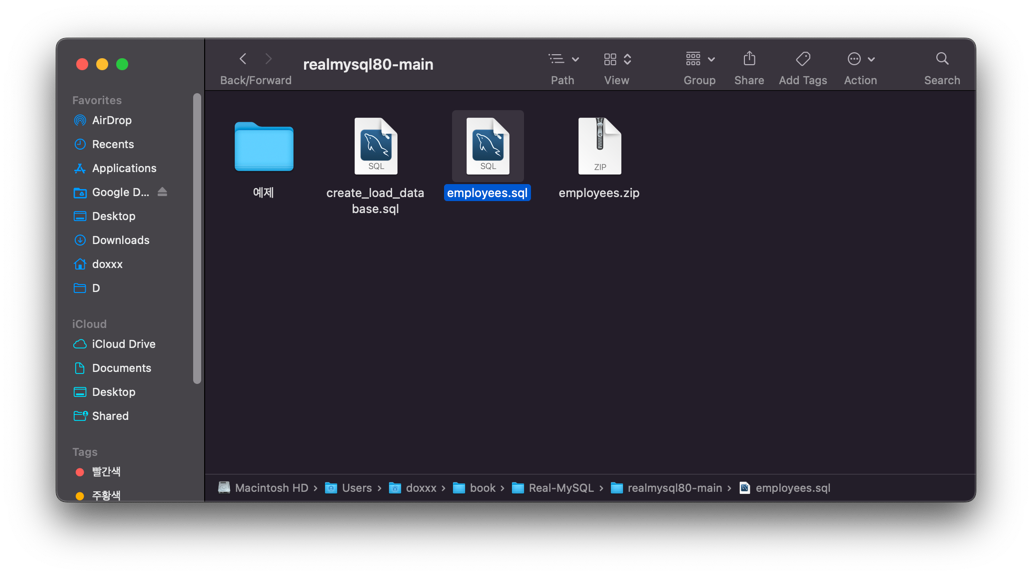 Back/Forward
realmysql80-main
Path
View
Group
Share
Add Tags
Action
Search
Favorites
AirDrop
Recents
Applications
Google D...
Desktop
Downloads
doxxx
D
iCloud
iCloud Drive
Documents
Desktop
Shared
Tags
빨간색
주황색
예제
SQL
create_load_data
base.sql
SQL
employees.sql
ZIP
employees.zip
Macintosh HD › Users › doxxx › book › Real-MySQL › realmysql80-main › employees.sql